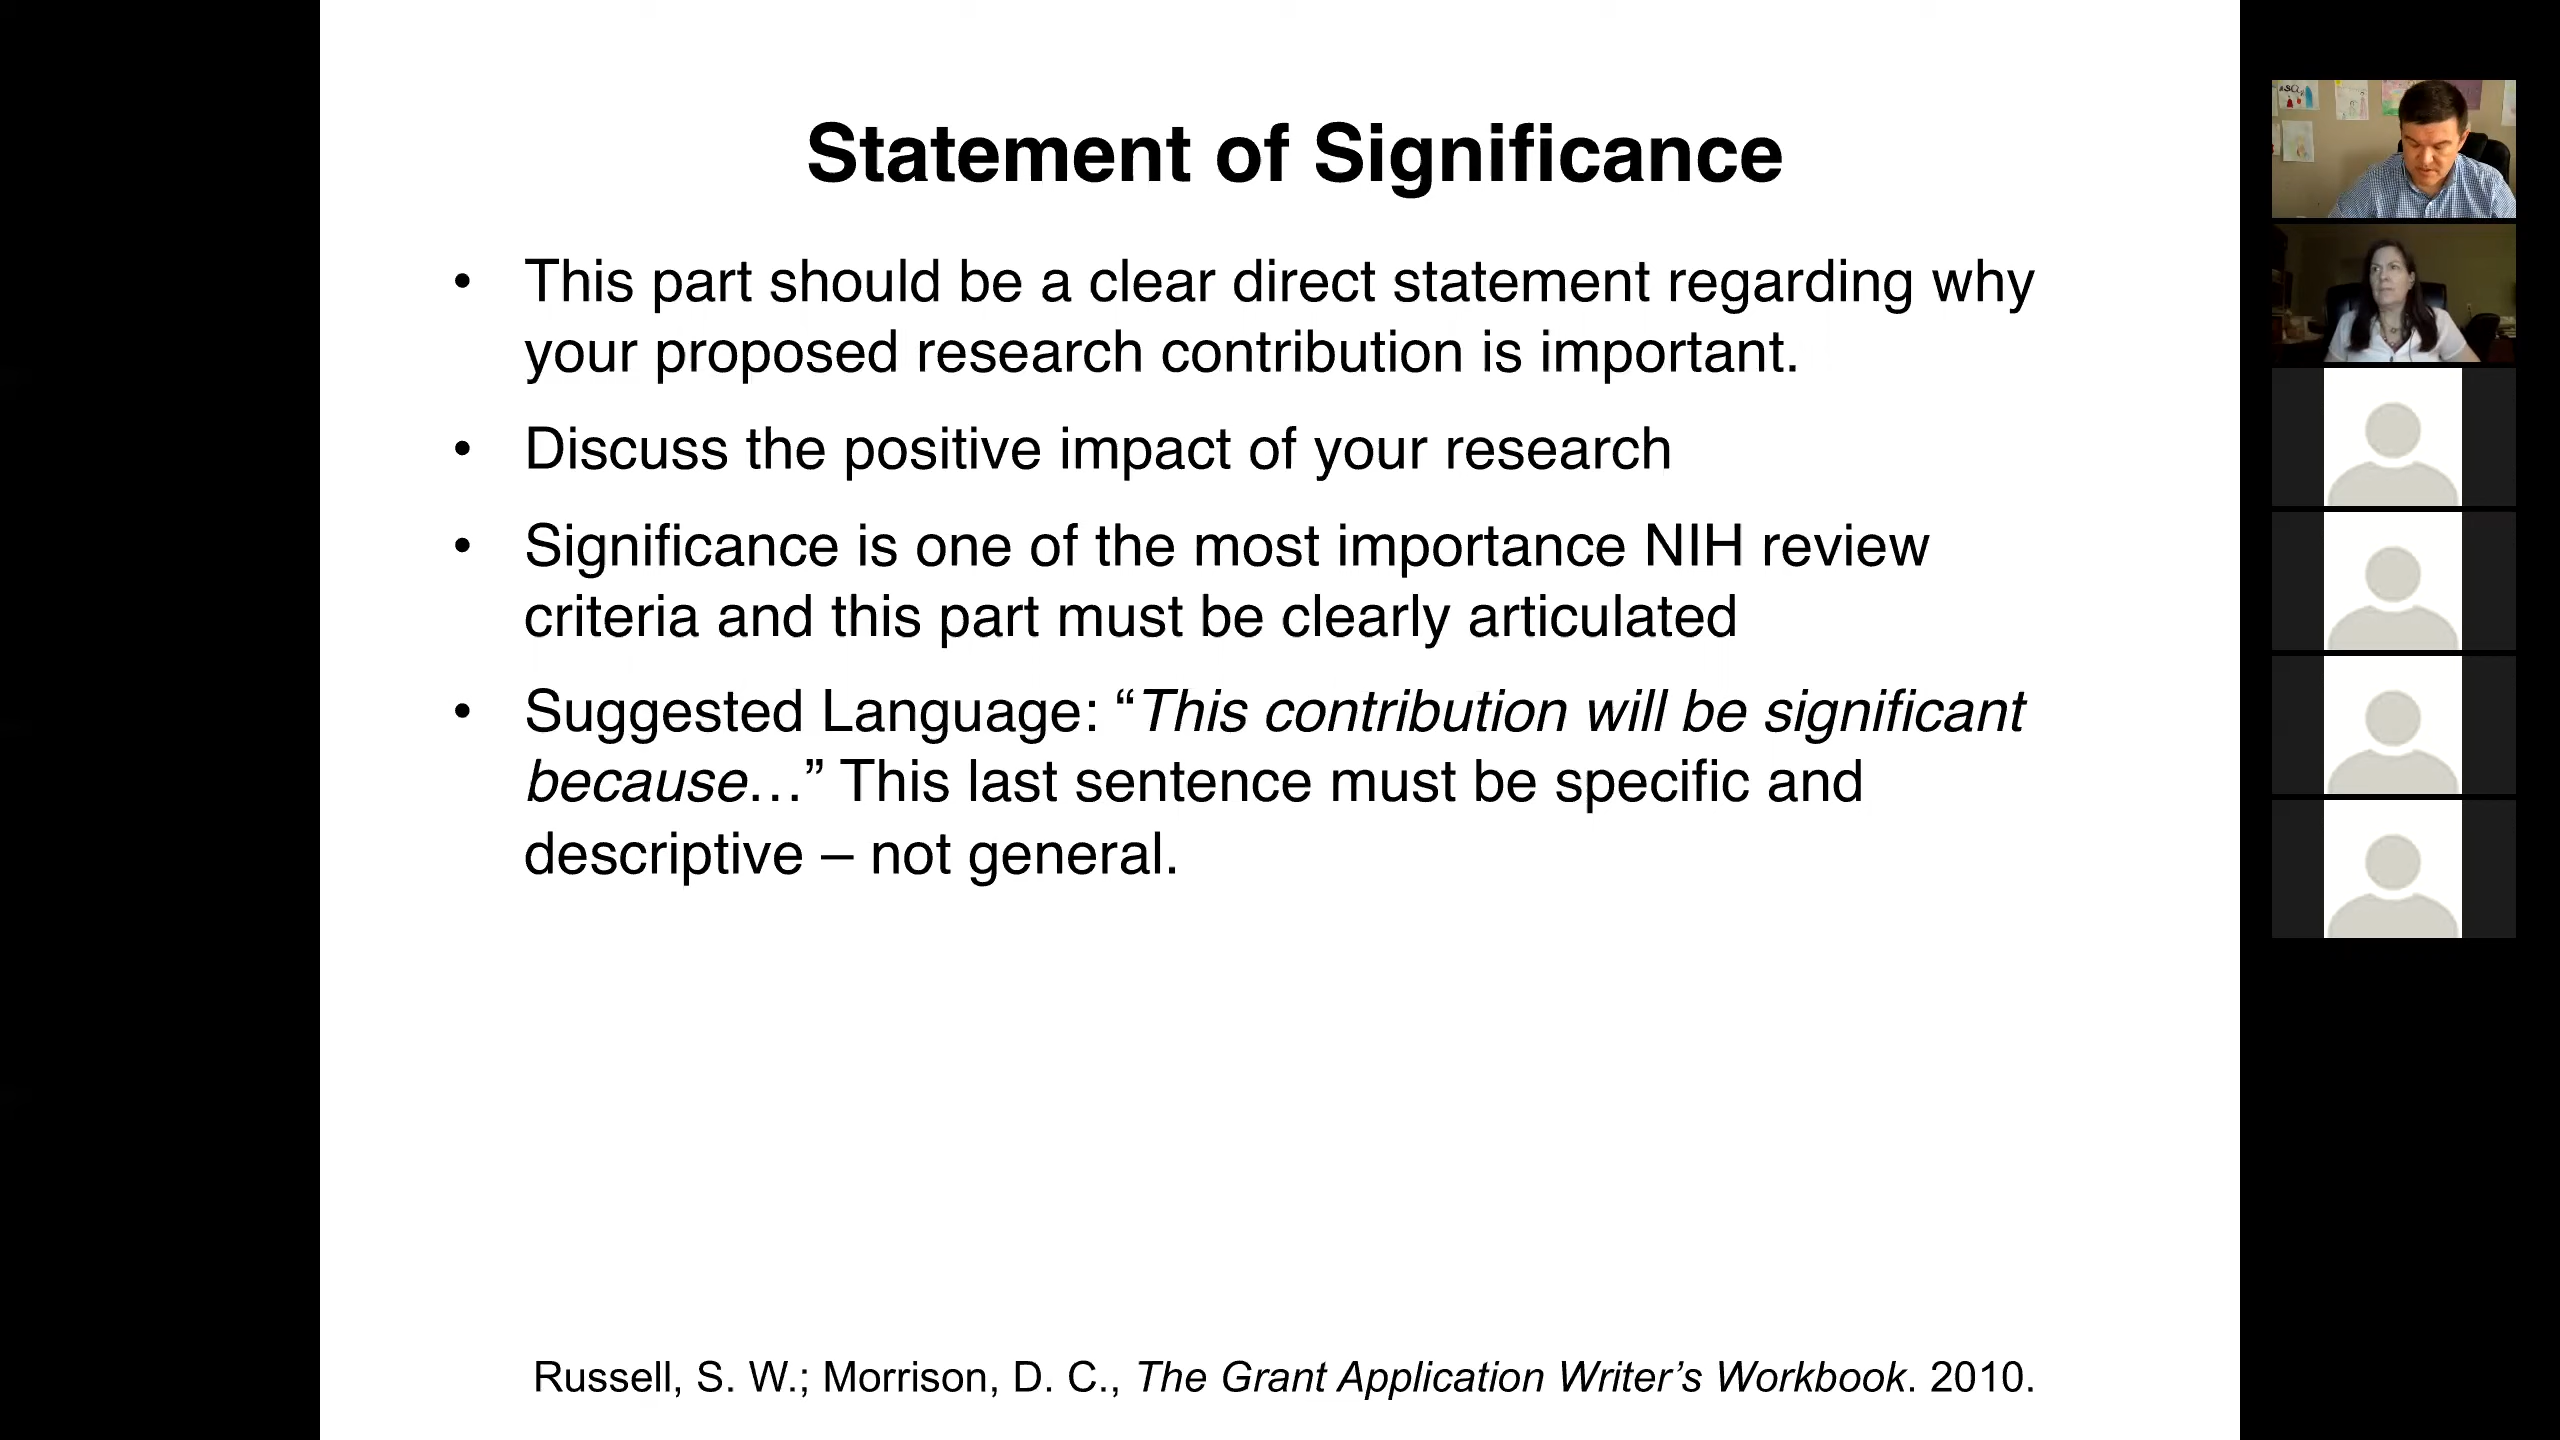 Statement of Significance
• This part should be a clear direct statement regarding why
your proposed research contribution is important.
• Discuss the positive impact of your research
• Significance is one of the most importance NIH review
criteria and this part must be clearly articulated
• Suggested Language: “This contribution will be significant
because…” This last sentence must be specific and
descriptive – not general.
Russell, S. W.; Morrison, D. C., The Grant Application Writer’s Workbook. 2010.